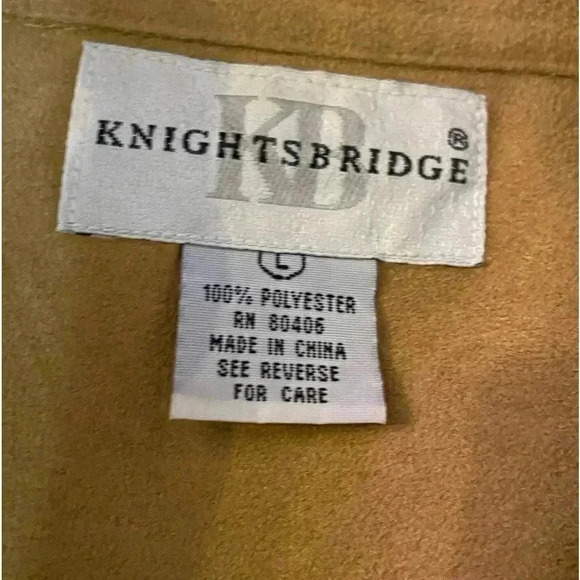 KB
KNIGHTSBRIDGE®
L
100% POLYESTER
RN 80406
MADE IN CHINA
SEE REVERSE
FOR CARE